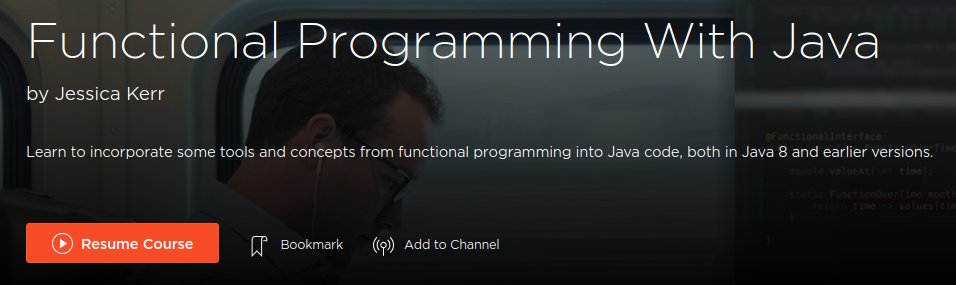 Functional Programming With Java
by Jessica Kerr
Learn to incorporate some tools and concepts from functional programming into Java code, both in Java 8 and earlier versions.
@FunctionalInterface
double valueAt(int time);
static FunctionOverTime
return time -> values[
}
}
Resume Course
Bookmark
Add to Channel